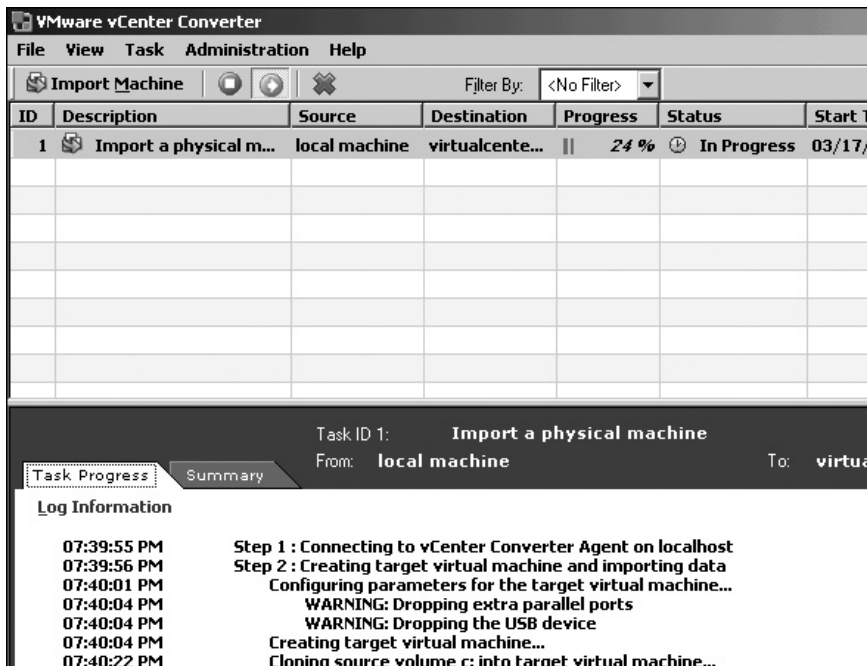 VMware vCenter Converter
File View Task Administration Help
Import Machine Filter By: <No Filter>
ID Description Source Destination Progress Status Start T
1 Import a physical m... local machine virtualcente... 24 % In Progress 03/17/
Task ID 1: Import a physical machine
From: local machine To: virtua
Task Progress Summary
Log Information
07:39:55 PM Step 1 : Connecting to vCenter Converter Agent on localhost
07:39:56 PM Step 2 : Creating target virtual machine and importing data
07:40:01 PM Configuring parameters for the target virtual machine...
07:40:04 PM WARNING: Dropping extra parallel ports
07:40:04 PM WARNING: Dropping the USB device
07:40:04 PM Creating target virtual machine...
07:40:22 PM Cloning source volume c: into target virtual machine...